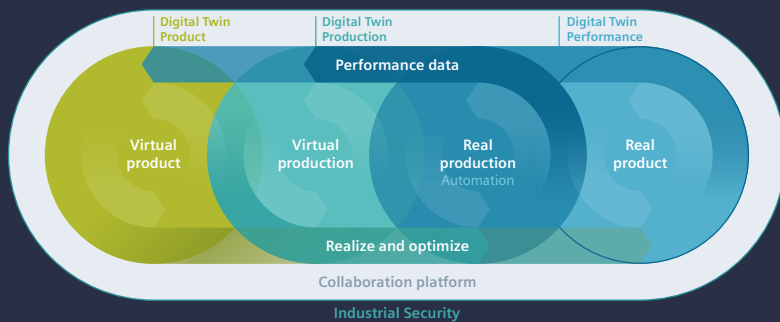 Digital Twin
Product
Digital Twin
Production
Digital Twin
Performance
Performance data
Virtual
product
Virtual
production
Real
production
Automation
Real
product
Realize and optimize
Collaboration platform
Industrial Security